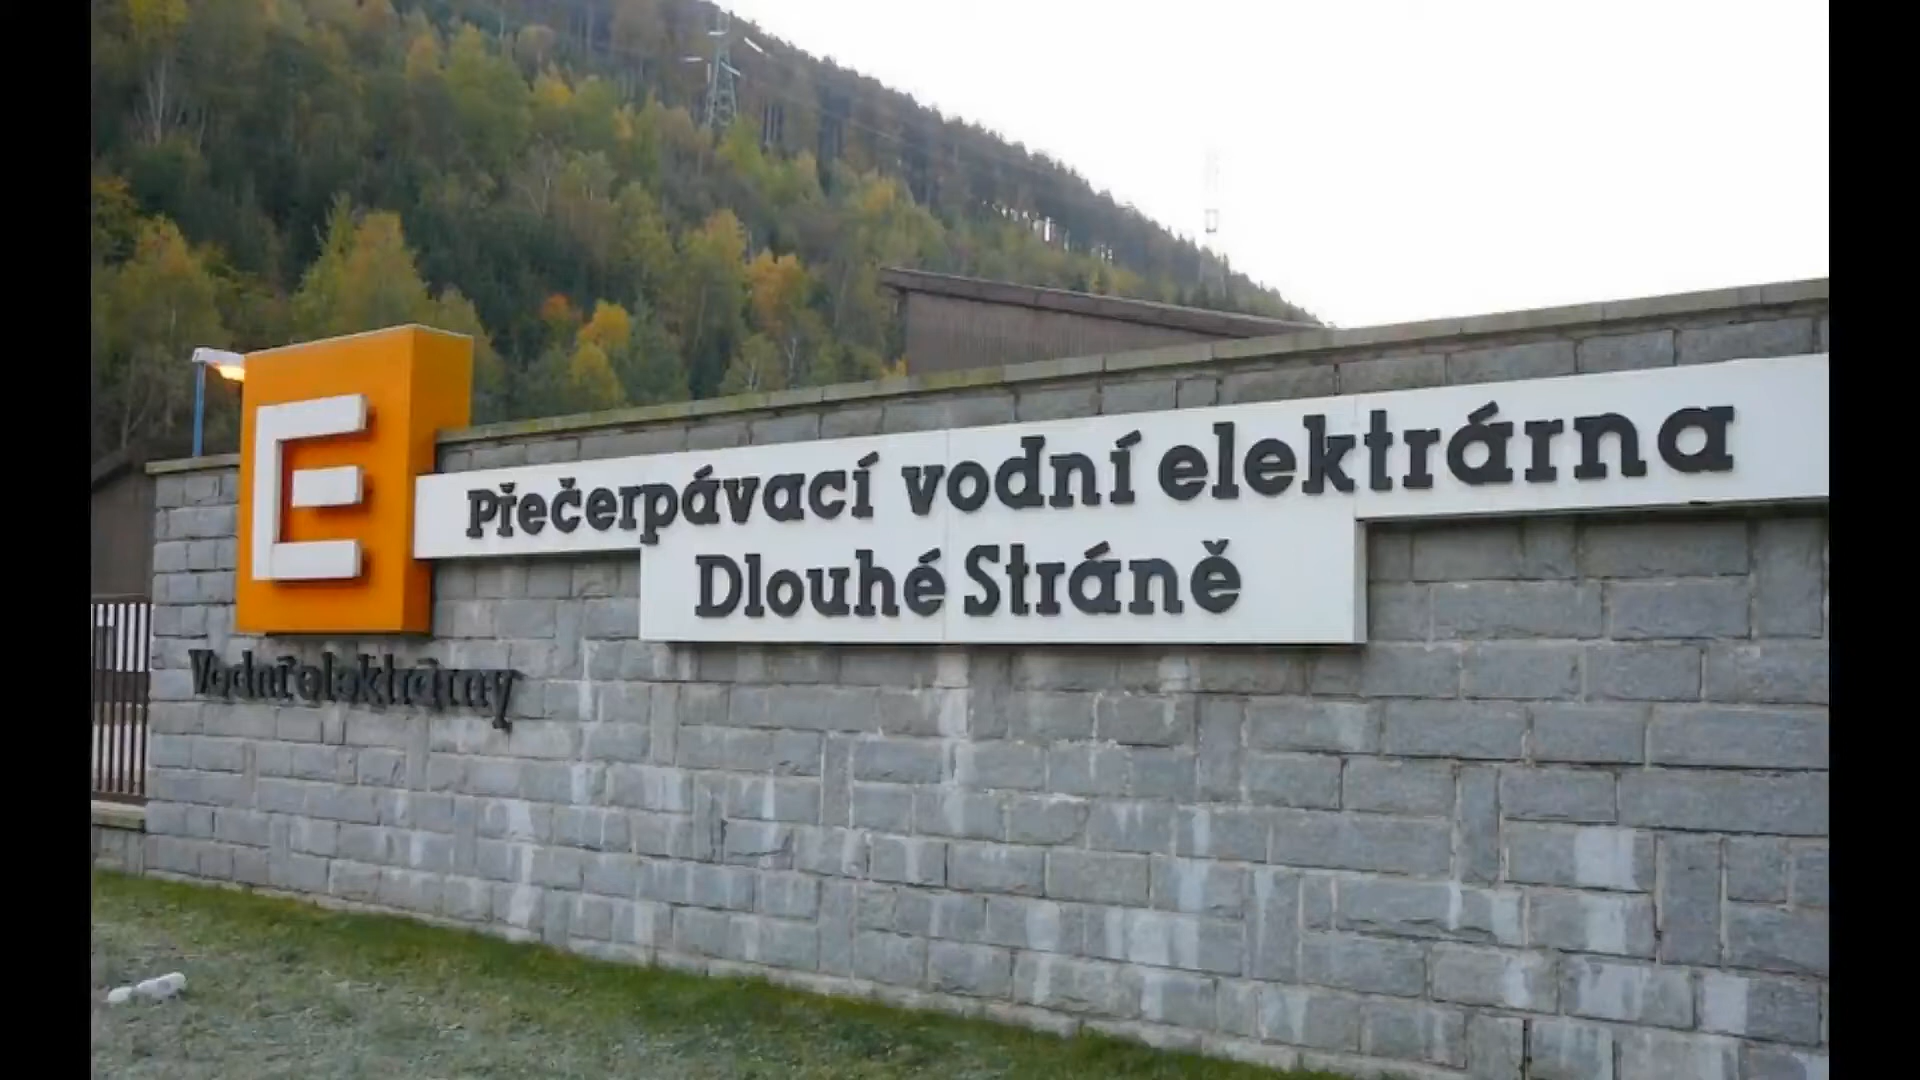 Přečerpávací vodní elektrárna
Dlouhé Stráně
E
Vodní elektrárny